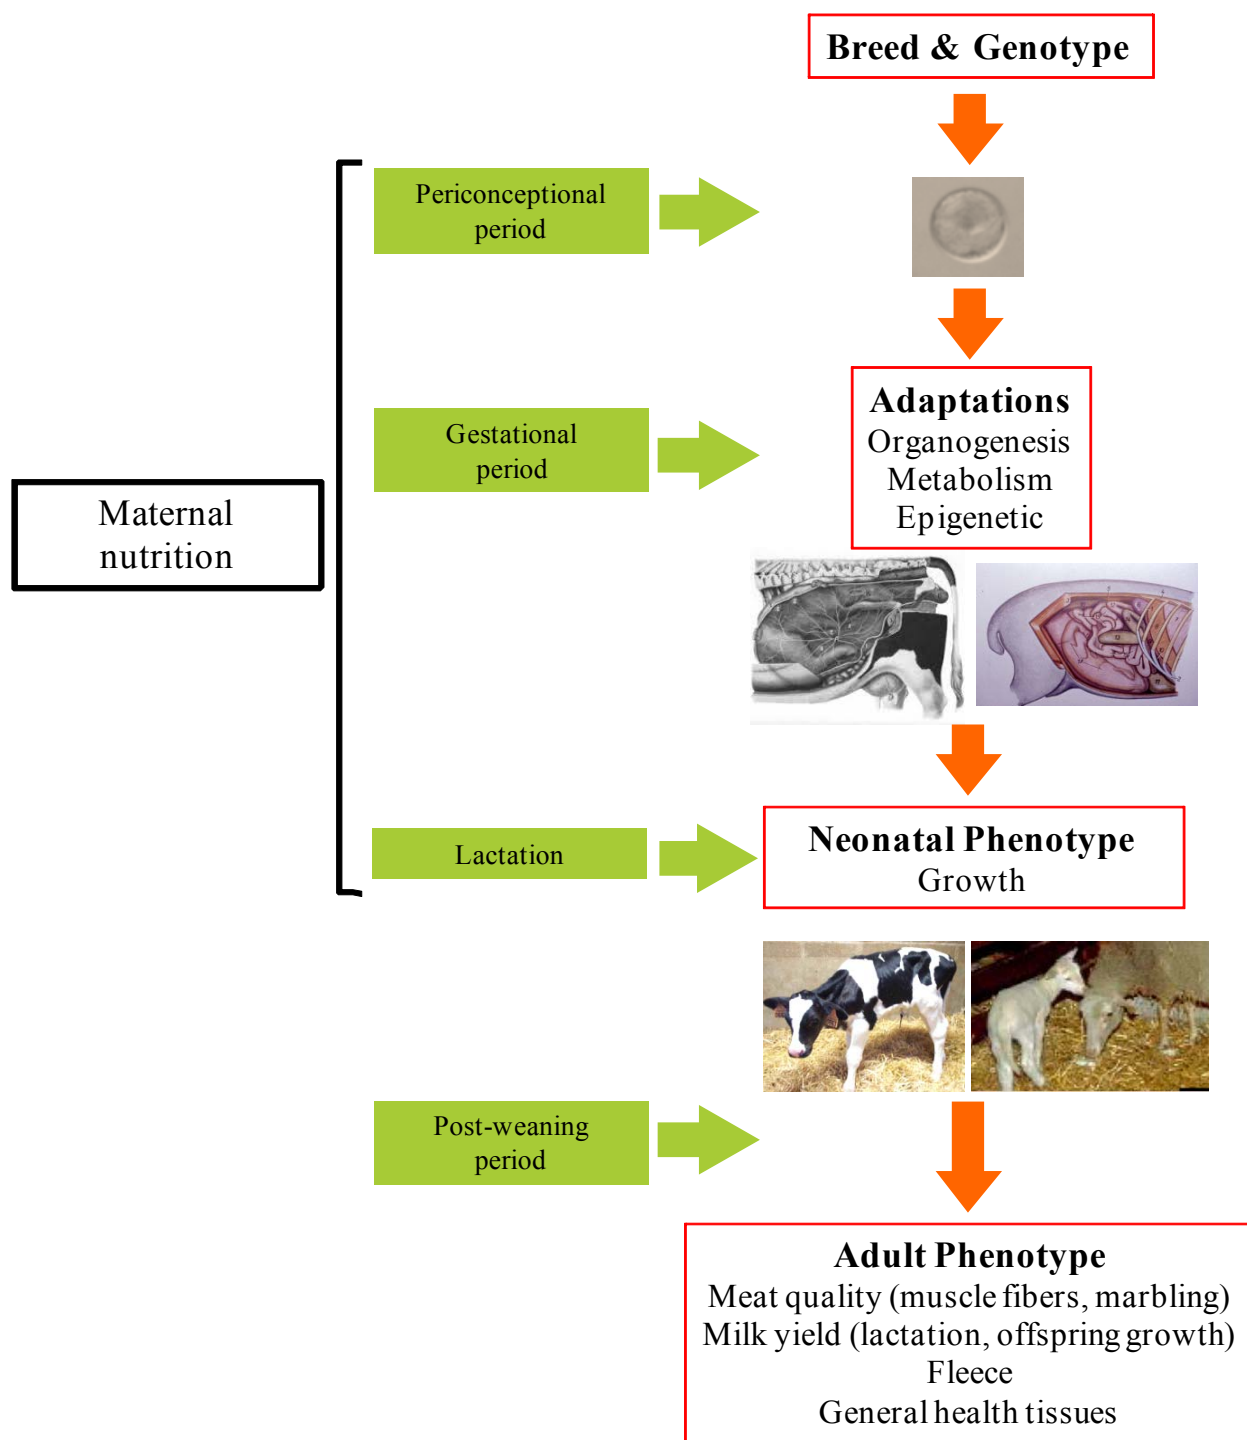 Breed & Genotype
Periconceptional
period
Gestational
period
Adaptations
Organogenesis
Metabolism
Epigenetic
Maternal
nutrition
Lactation
Neonatal Phenotype
Growth
Post-weaning
period
Adult Phenotype
Meat quality (muscle fibers, marbling)
Milk yield (lactation, offspring growth)
Fleece
General health tissues